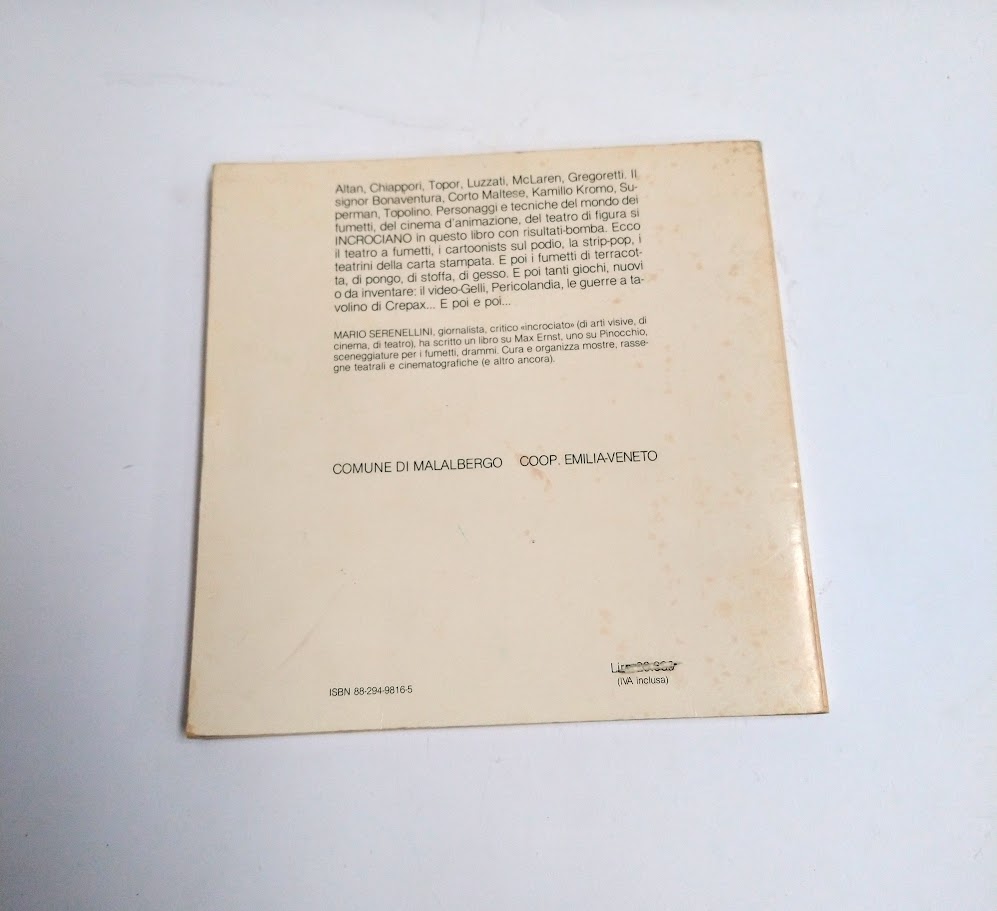 Altan, Chiappori, Topor, Luzzati, McLaren, Gregoretti. Il
signor Bonaventura, Corto Maltese, Kamillo Kromo, Su-
perman, Topolino. Personaggi e tecniche del mondo dei
fumetti, del cinema d'animazione, del teatro di figura si
INCROCIANO in questo libro con risultati-bomba. Ecco
il teatro a fumetti, i cartoonists sul podio, la strip-pop, i
teatrini della carta stampata. E poi i fumetti di terracot-
ta, di pongo, di stoffa, di gesso. E poi tanti giochi, nuovi
o da inventare: il video-Gelli, Pericolandia, le guerre a ta-
volino di Crepax... E poi e poi...
MARIO SERENELLINI, giornalista, critico «incrociato» (di arti visive, di
cinema, di teatro), ha scritto un libro su Max Ernst, uno su Pinocchio,
sceneggiature per i fumetti, drammi. Cura e organizza mostre, rasse-
gne teatrali e cinematografiche (e altro ancora).
COMUNE DI MALALBERGO COOP. EMILIA-VENETO
ISBN 88-294-9816-5
(IVA inclusa)